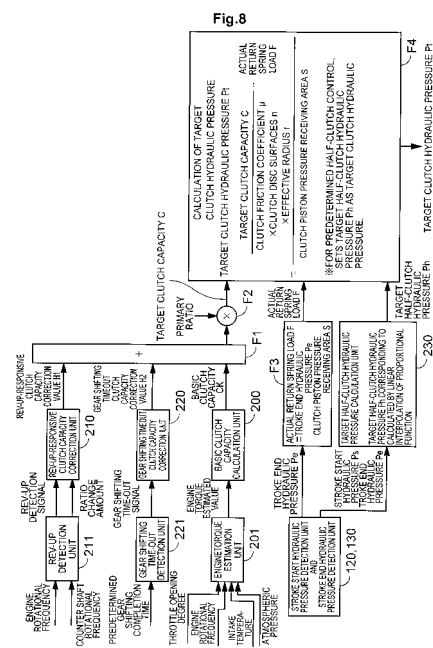 Fig.8
ENGINE
ROTATIONAL
FREQUENCY
COUNTER SHAFT
ROTATIONAL
FREQUENCY
REV-UP
DETECTION
UNIT
211
REV-UP
DETECTION
SIGNAL
RATIO
CHANGE
AMOUNT
REV-UP-RESPONSIVE
CLUTCH CAPACITY
CORRECTION UNIT
210
REV-UP-RESPONSIVE
CLUTCH
CAPACITY
CORRECTION
VALUE H1
PREDETERMINED
GEAR
SHIFTING
COMPLETION
TIME
GEAR SHIFTING
TIME-OUT
DETECTION UNIT
221
GEAR SHIFTING
TIME-OUT
SIGNAL
GEAR SHIFTING TIMEOUT
CLUTCH CAPACITY
CORRECTION UNIT
220
GEAR SHIFTING
TIMEOUT
CLUTCH
CAPACITY
CORRECTION
VALUE H2
THROTTLE OPENING
DEGREE
ENGINE
ROTATIONAL
FREQUENCY
INTAKE
TEMPERA-
TURE
ATMOSPHERIC
PRESSURE
ENGINE TORQUE
ESTIMATION
UNIT
201
ENGINE
TORQUE
ESTIMATED
VALUE
BASIC CLUTCH
CAPACITY
CALCULATION UNIT
200
BASIC
CLUTCH
CAPACITY
CK
+
F1
PRIMARY
RATIO
×
F2
TARGET CLUTCH CAPACITY C
STROKE START HYDRAULIC
PRESSURE DETECTION UNIT
AND
STROKE END HYDRAULIC
PRESSURE DETECTION UNIT
120,130
TROKE END
HYDRAULIC
PRESSURE Pe
STROKE START
HYDRAULIC
PRESSURE Ps
TROKE END
HYDRAULIC
PRESSURE Pe
F3
ACTUAL RETURN SPRING LOAD F
=TROKE END HYDRAULIC
PRESSURE Pe
× CLUTCH PISTON PRESSURE
RECEIVING AREA S
ACTUAL
RETURN
SPRING
LOAD F
TARGET HALF-CLUTCH HYDRAULIC
PRESSURE CALCULATION UNIT
TARGET HALF-CLUTCH HYDRAULIC
PRESSURE Ph CORRESPONDING TO
CALCULATED BY LINEAR
INTERPOLATION OF PROPORTIONAL
FUNCTION
230
TARGET
HALF-CLUTCH
HYDRAULIC
PRESSURE Ph
CALCULATION OF TARGET
CLUTCH HYDRAULIC PRESSURE
TARGET CLUTCH HYDRAULIC PRESSURE Pt
=
TARGET CLUTCH CAPACITY C
CLUTCH FRICTION COEFFICIENT μ
× CLUTCH DISC SURFACES n
× EFFECTIVE RADIUS r
-
ACTUAL
RETURN
SPRING
LOAD F
CLUTCH PISTON PRESSURE RECEIVING AREA S
※FOR PREDETERMINED HALF-CLUTCH CONTROL,
SETS TARGET HALF-CLUTCH HYDRAULIC
PRESSURE Ph AS TARGET CLUTCH HYDRAULIC
PRESSURE.
F4
TARGET CLUTCH HYDRAULIC PRESSURE Pt